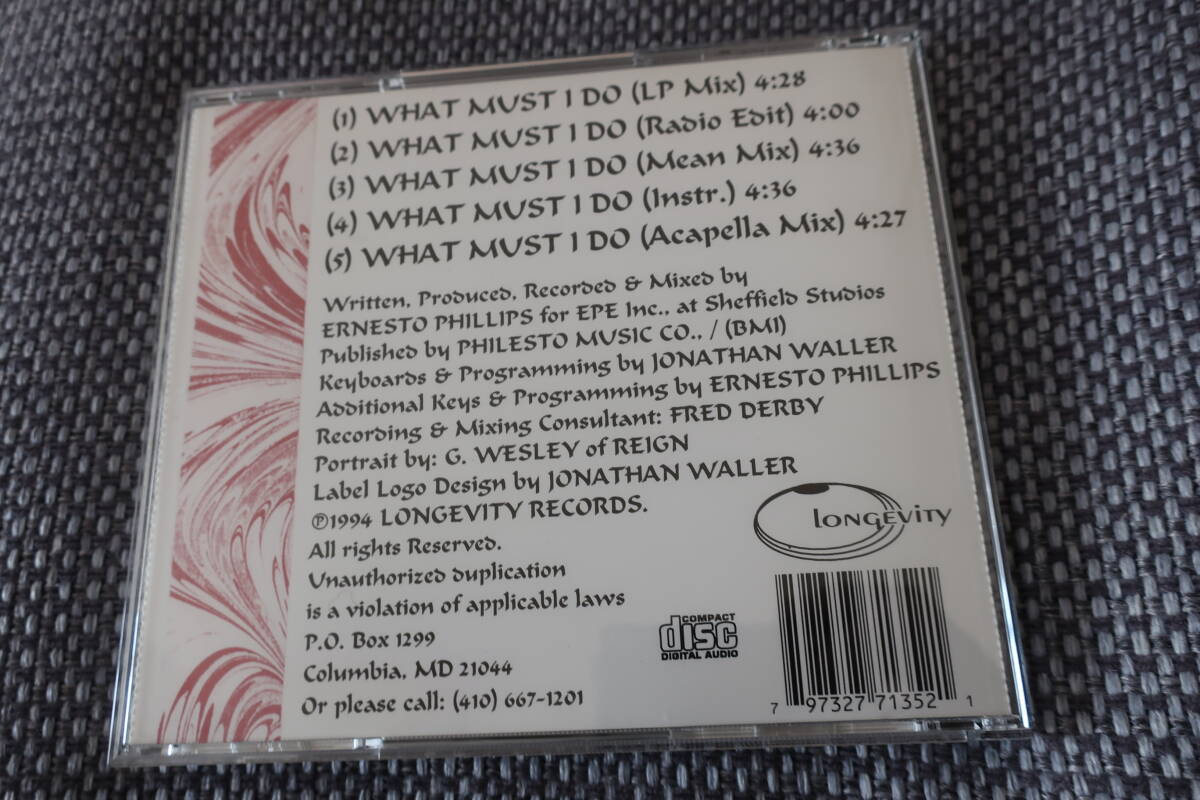 (1) WHAT MUST I DO (LP Mix) 4:28
(2) WHAT MUST I DO (Radio Edit) 4:00
(3) WHAT MUST I DO (Mean Mix) 4:36
(4) WHAT MUST I DO (Instr.) 4:36
(5) WHAT MUST I DO (Acapella Mix) 4:27
Written, Produced, Recorded & Mixed by
ERNESTO PHILLIPS for EPE Inc., at Sheffield Studios
Published by PHILESTO MUSIC CO., / (BMI)
Keyboards & Programming by JONATHAN WALLER
Additional Keys & Programming by ERNESTO PHILLIPS
Recording & Mixing Consultant: FRED DERBY
Portrait by: G. WESLEY of REIGN
Label Logo Design by JONATHAN WALLER
℗1994 LONGEVITY RECORDS.
All rights Reserved.
Unauthorized duplication
is a violation of applicable laws
P.O. Box 1299
Columbia, MD 21044
Or please call: (410) 667-1201
LONGEVITY
COMPACT
disc
DIGITAL AUDIO
7 97327 71352 1